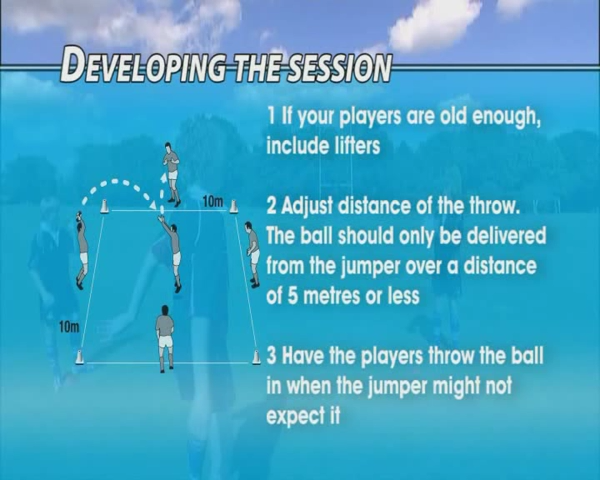 DEVELOPING THE SESSION
1 If your players are old enough,
include lifters
10m
2 Adjust distance of the throw.
The ball should only be delivered
from the jumper over a distance
of 5 metres or less
10m
3 Have the players throw the ball
in when the jumper might not
expect it